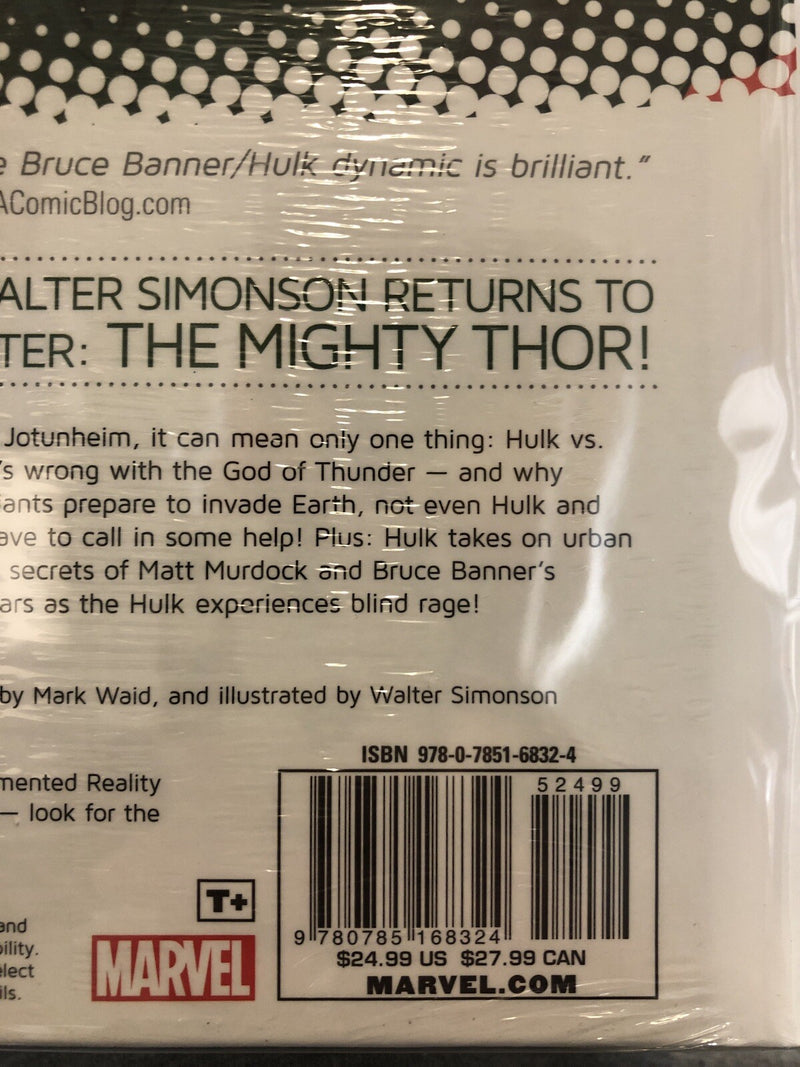 e Bruce Banner/Hulk dynamic is brilliant.”
AComicBlog.com
ALTER SIMONSON RETURNS TO
TER: THE MIGHTY THOR!
Jotunheim, it can mean only one thing: Hulk vs.
’s wrong with the God of Thunder — and why
iants prepare to invade Earth, not even Hulk and
ave to call in some help! Plus: Hulk takes on urban
secrets of Matt Murdock and Bruce Banner’s
ars as the Hulk experiences blind rage!
by Mark Waid, and illustrated by Walter Simonson
ISBN 978-0-7851-6832-4
mented Reality
— look for the
52499
T+
and
bility.
elect
ils.
MARVEL
9 780785 168324
$24.99 US $27.99 CAN
MARVEL.COM